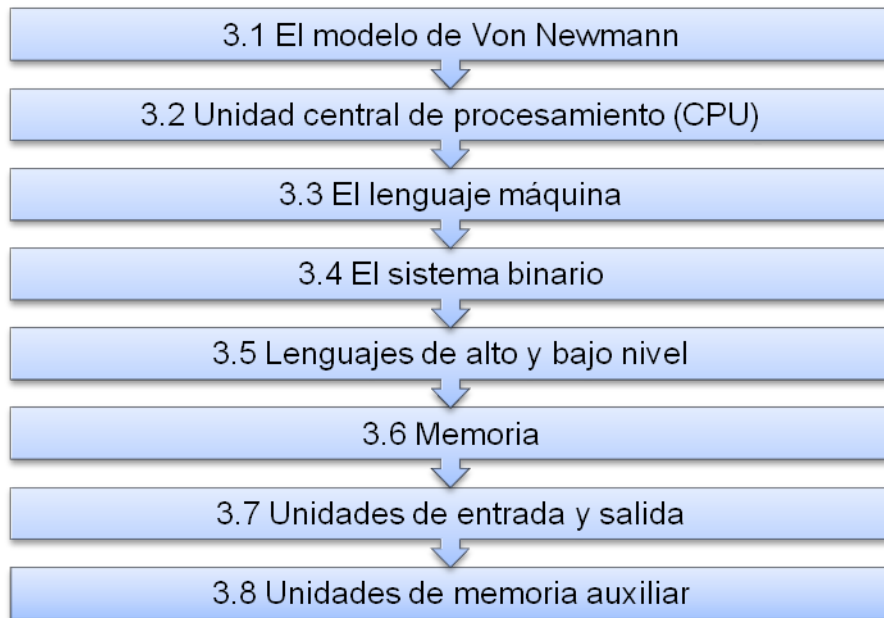 3.1 El modelo de Von Newmann
3.2 Unidad central de procesamiento (CPU)
3.3 El lenguaje máquina
3.4 El sistema binario
3.5 Lenguajes de alto y bajo nivel
3.6 Memoria
3.7 Unidades de entrada y salida
3.8 Unidades de memoria auxiliar